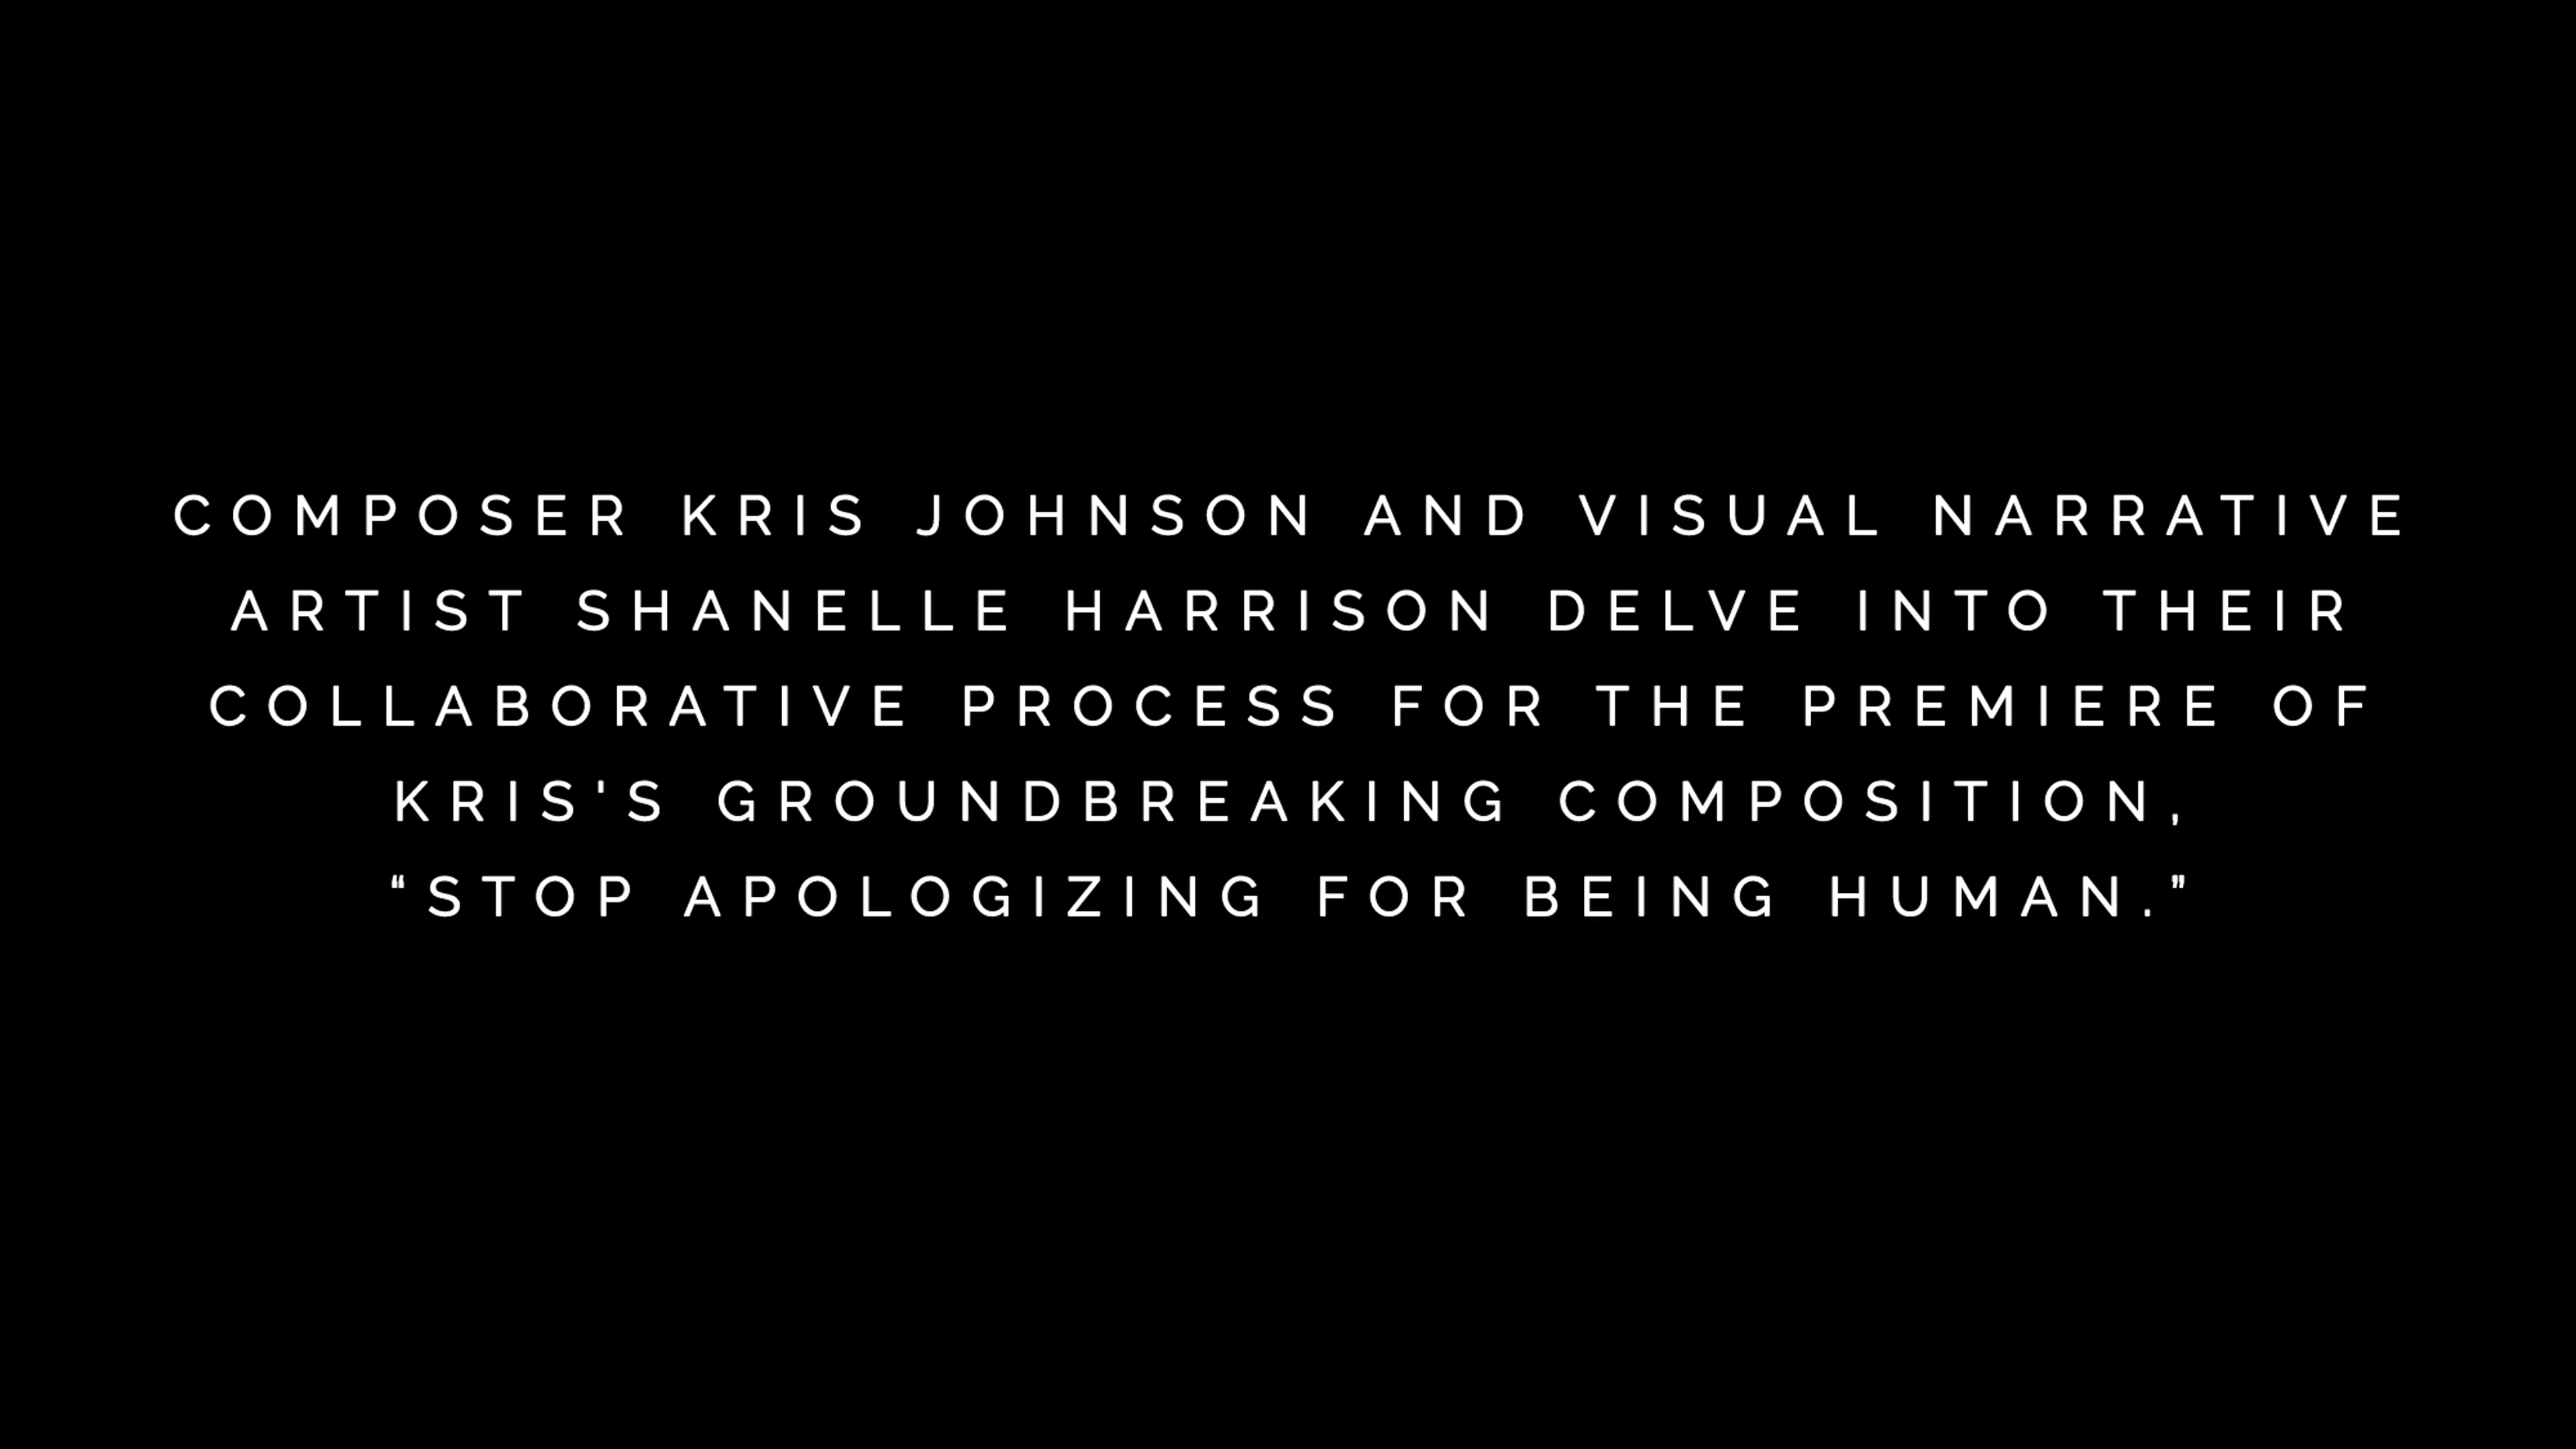 COMPOSER KRIS JOHNSON AND VISUAL NARRATIVE
ARTIST SHANELLE HARRISON DELVE INTO THEIR
COLLABORATIVE PROCESS FOR THE PREMIERE OF
KRIS'S GROUNDBREAKING COMPOSITION,
“STOP APOLOGIZING FOR BEING HUMAN.”